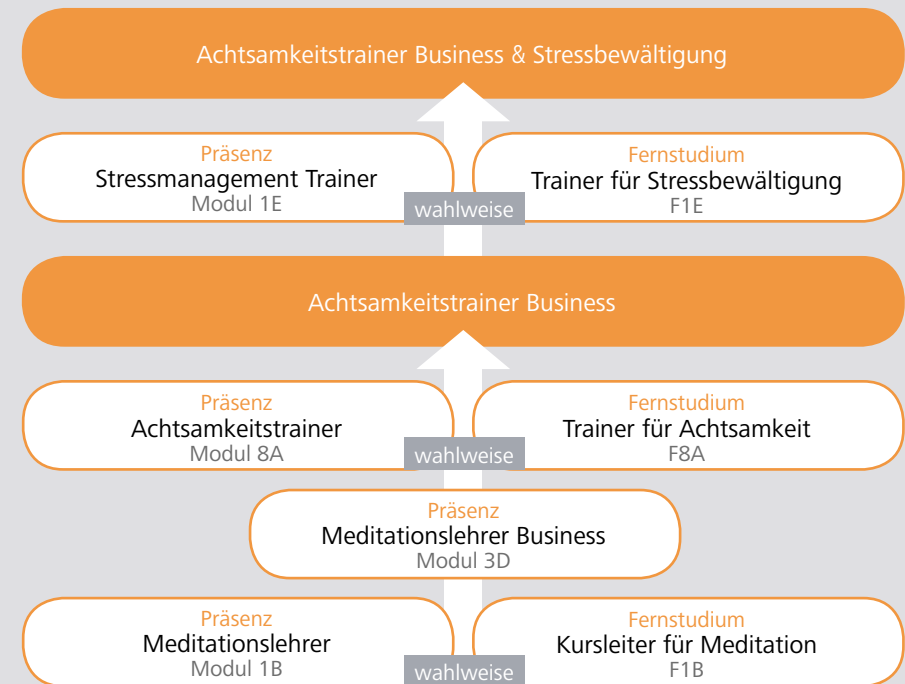 Achtsamkeitstrainer Business & Stressbewältigung
Präsenz
Stressmanagement Trainer
Modul 1E
wahlweise
Fernstudium
Trainer für Stressbewältigung
F1E
Achtsamkeitstrainer Business
Präsenz
Achtsamkeitstrainer
Modul 8A
wahlweise
Fernstudium
Trainer für Achtsamkeit
F8A
Präsenz
Meditationslehrer Business
Modul 3D
Präsenz
Meditationslehrer
Modul 1B
wahlweise
Fernstudium
Kursleiter für Meditation
F1B